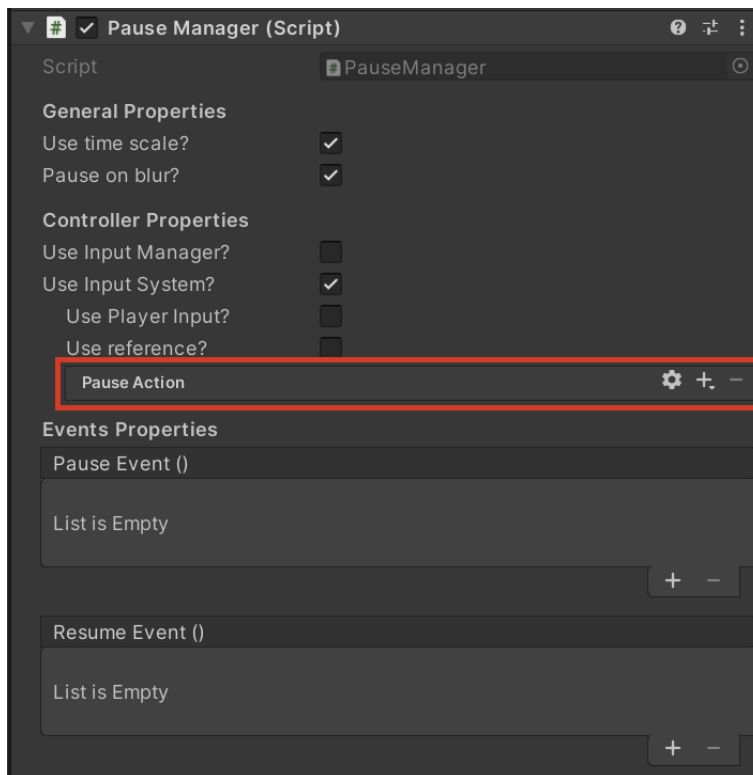 Pause Manager (Script)
Script PauseManager
General Properties
Use time scale?
Pause on blur?
Controller Properties
Use Input Manager?
Use Input System?
Use Player Input?
Use reference?
Pause Action
Events Properties
Pause Event ()
List is Empty
Resume Event ()
List is Empty